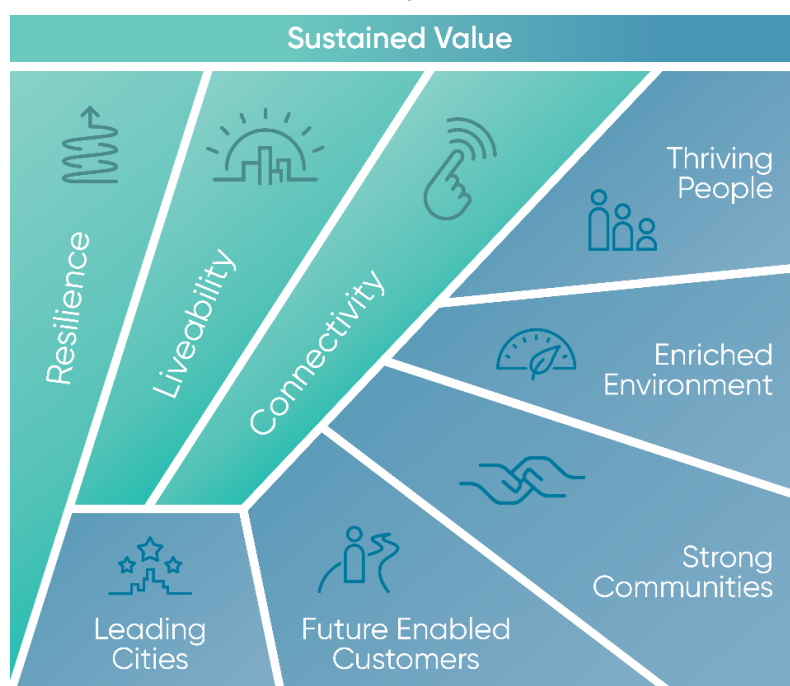 Sustained Value
Resilience
Liveability
Connectivity
Thriving
People
Enriched
Environment
Strong
Communities
Future Enabled
Customers
Leading
Cities